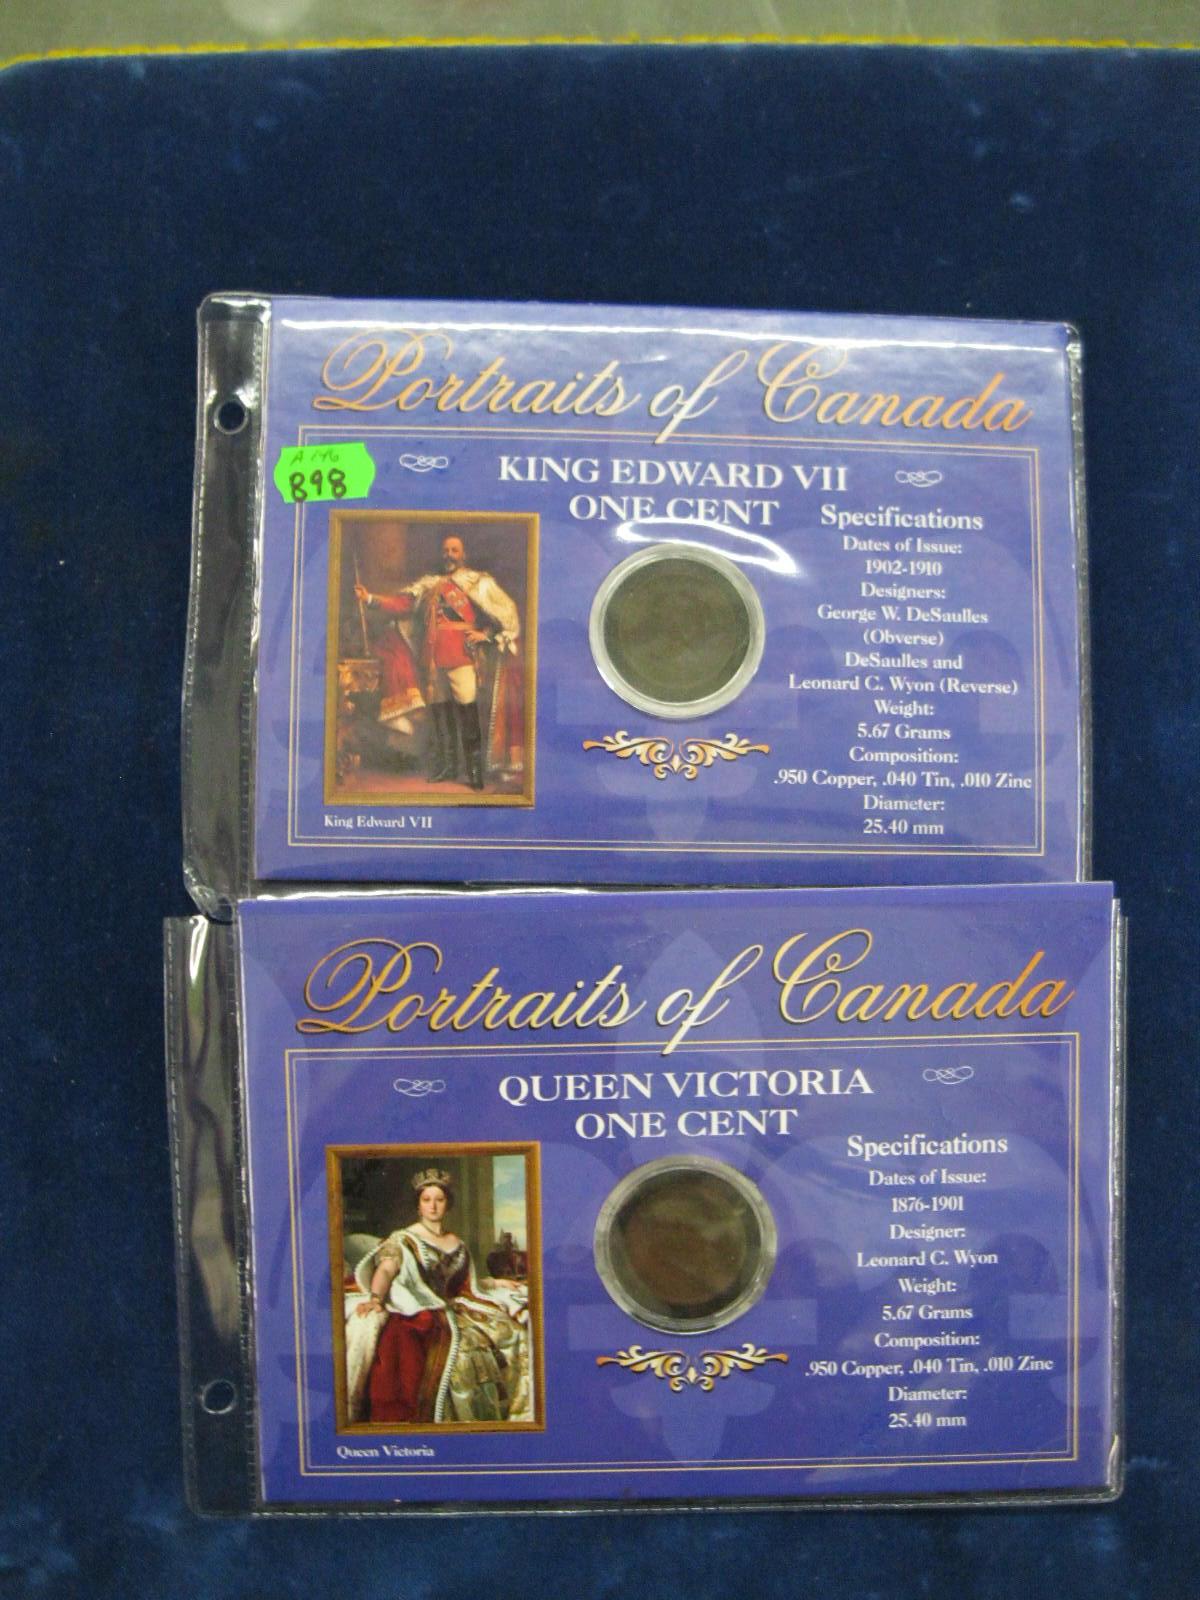 Portraits of Canada
KING EDWARD VII
ONE CENT
A 146
898
King Edward VII
Specifications
Dates of Issue:
1902-1910
Designers:
George W. DeSaulles
(Obverse)
DeSaulles and
Leonard C. Wyon (Reverse)
Weight:
5.67 Grams
Composition:
.950 Copper, .040 Tin, .010 Zinc
Diameter:
25.40 mm
Portraits of Canada
QUEEN VICTORIA
ONE CENT
Queen Victoria
Specifications
Dates of Issue:
1876-1901
Designer:
Leonard C. Wyon
Weight:
5.67 Grams
Composition:
.950 Copper, .040 Tin, .010 Zinc
Diameter:
25.40 mm